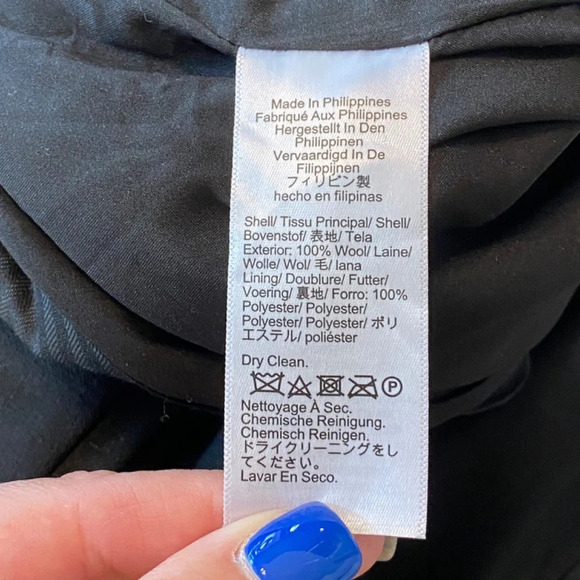 Made In Philippines
Fabriqué Aux Philippines
Hergestellt In Den
Philippinen
Vervaardigd In De
Filippijnen
フィリピン製
hecho en filipinas
Shell/ Tissu Principal/ Shell/
Bovenstof/ 表地/ Tela
Exterior: 100% Wool/ Laine/
Wolle/ Wol/ 毛/ lana
Lining/ Doublure/ Futter/
Voering/ 裏地/ Forro: 100%
Polyester/ Polyester/
Polyester/ Polyester/ ポリ
エステル/ poliéster
Dry Clean.
P
Nettoyage À Sec.
Chemische Reinigung.
Chemisch Reinigen.
ドライクリーニングをし
てください。
Lavar En Seco.